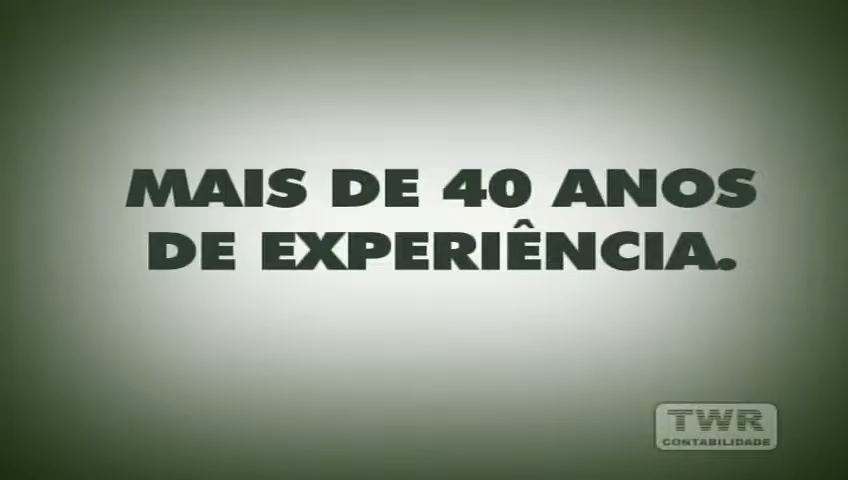 MAIS DE 40 ANOS
DE EXPERIÊNCIA.
TWR
CONTABILIDADE